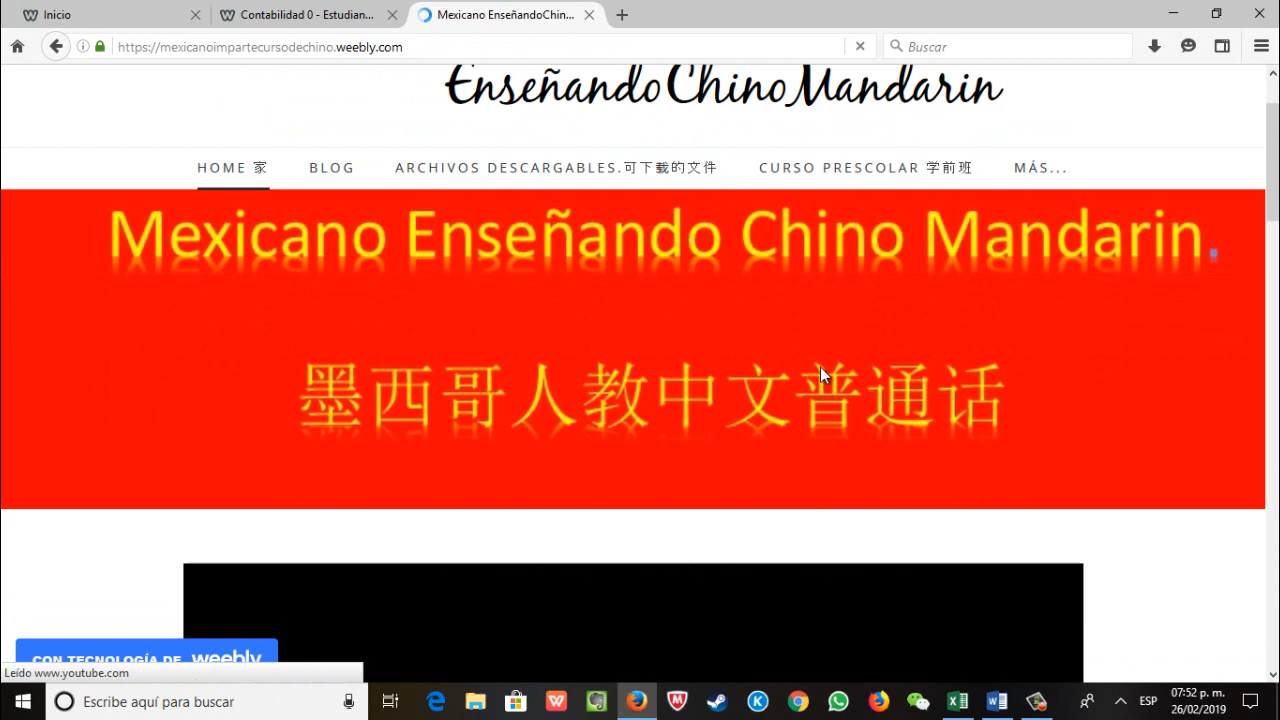 Inicio
Contabilidad 0 - Estudian...
Mexicano EnseñandoChin...
https://mexicanoimpartecursodechino.weebly.com
Buscar
Enseñando Chino Mandarin
HOME 家
BLOG
ARCHIVOS DESCARGABLES.可下载的文件
CURSO PRESCOLAR 学前班
MÁS...
Mexicano Enseñando Chino Mandarin.
墨西哥人教中文普通话
CON TECNOLOGÍA DE weebly
Leído www.youtube.com
Escribe aquí para buscar
ESP
07:52 p. m.
26/02/2019